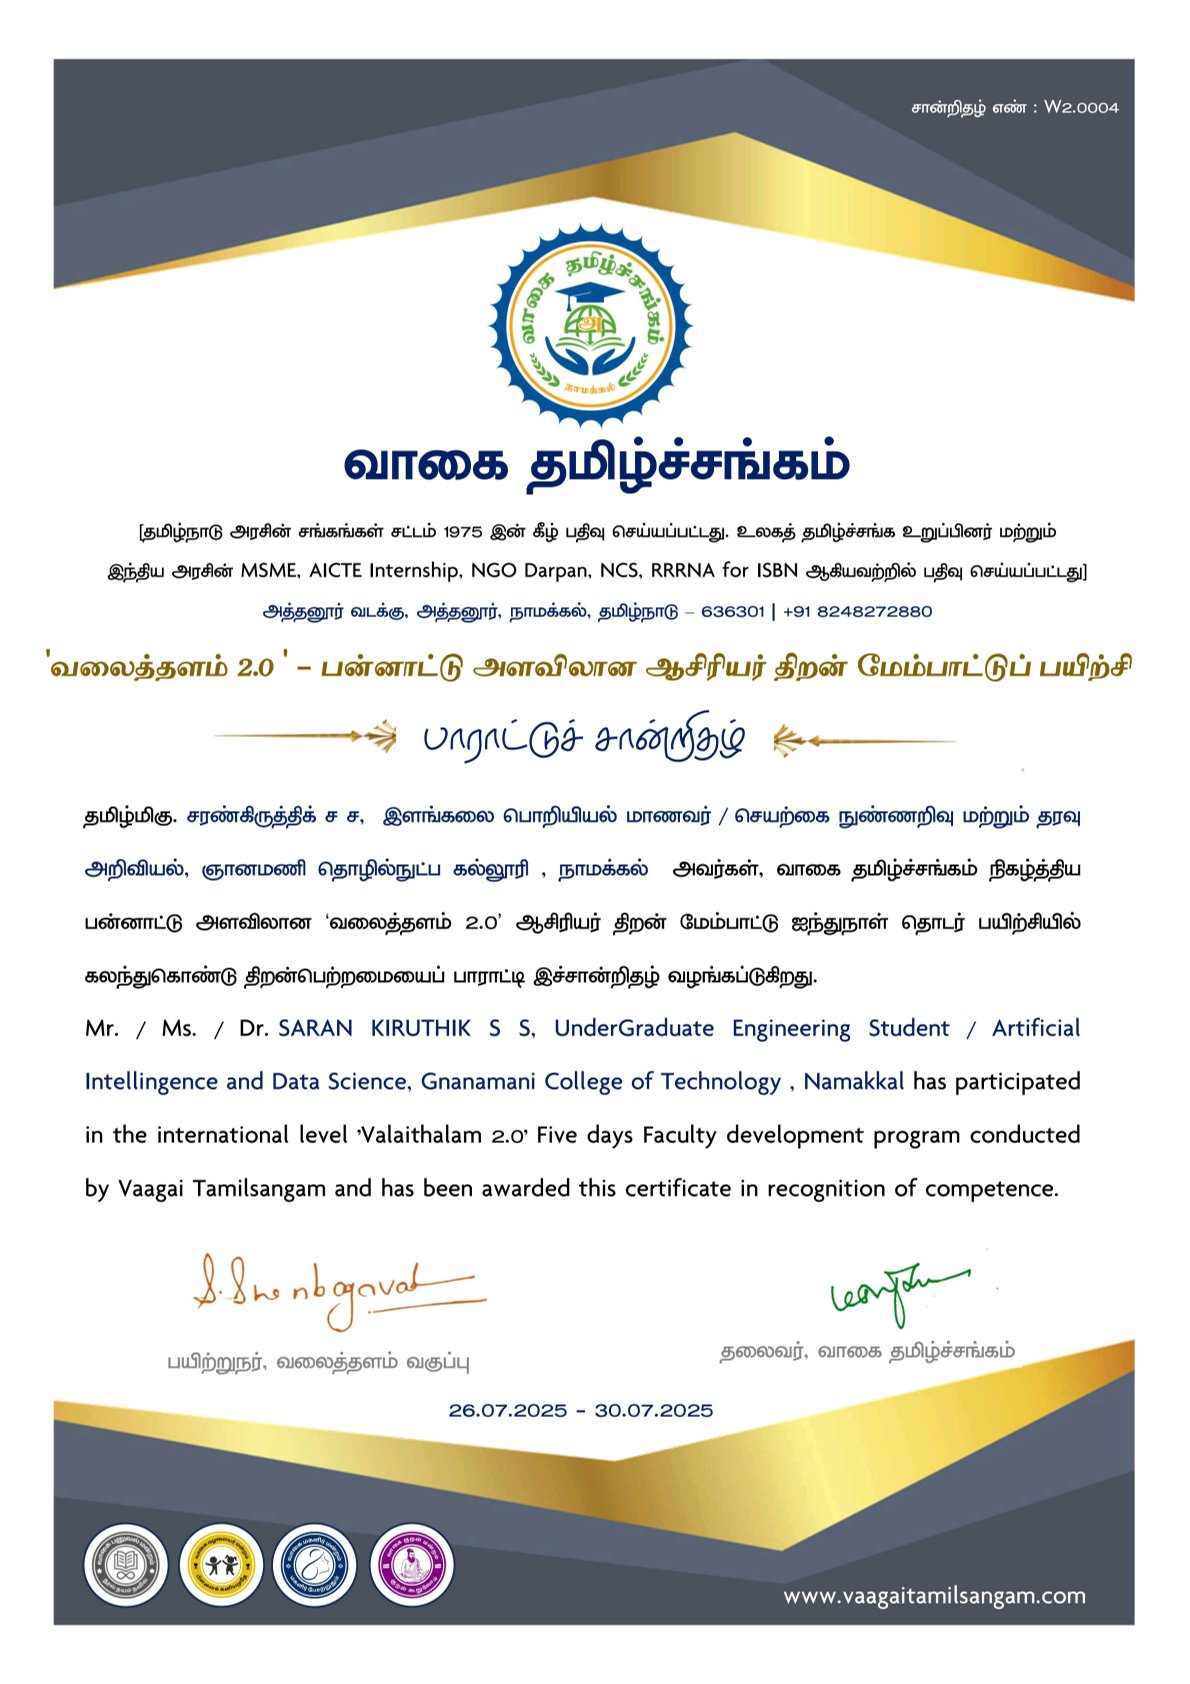 சான்றிதழ் எண் : W2.0004
வாகை தமிழ்ச்சங்கம்
அ
நாமக்கல்
வாகை தமிழ்ச்சங்கம்
[தமிழ்நாடு அரசின் சங்கங்கள் சட்டம் 1975 இன் கீழ் பதிவு செய்யப்பட்டது. உலகத் தமிழ்ச்சங்க உறுப்பினர் மற்றும்
இந்திய அரசின் MSME, AICTE Internship, NGO Darpan, NCS, RRRNA for ISBN ஆகியவற்றில் பதிவு செய்யப்பட்டது]
அத்தனூர் வடக்கு, அத்தனூர், நாமக்கல், தமிழ்நாடு – 636301 | +91 8248272880
'வலைத்தளம் 2.0 ' – பன்னாட்டு அளவிலான ஆசிரியர் திறன் மேம்பாட்டுப் பயிற்சி
பாராட்டுச் சான்றிதழ்
தமிழ்மிகு. சரண்கிருத்திக் ச ச, இளங்கலை பொறியியல் மாணவர் / செயற்கை நுண்ணறிவு மற்றும் தரவு
அறிவியல், ஞானமணி தொழில்நுட்ப கல்லூரி , நாமக்கல் அவர்கள், வாகை தமிழ்ச்சங்கம் நிகழ்த்திய
பன்னாட்டு அளவிலான ‘வலைத்தளம் 2.0’ ஆசிரியர் திறன் மேம்பாட்டு ஐந்துநாள் தொடர் பயிற்சியில்
கலந்துகொண்டு திறன்பெற்றமையைப் பாராட்டி இச்சான்றிதழ் வழங்கப்படுகிறது.
Mr. / Ms. / Dr. SARAN KIRUTHIK S S, UnderGraduate Engineering Student / Artificial
Intellingence and Data Science, Gnanamani College of Technology , Namakkal has participated
in the international level ’Valaithalam 2.0’ Five days Faculty development program conducted
by Vaagai Tamilsangam and has been awarded this certificate in recognition of competence.
S. Shenbagavalli
பயிற்றுநர், வலைத்தளம் வகுப்பு
தலைவர், வாகை தமிழ்ச்சங்கம்
26.07.2025 – 30.07.2025
வாகை மகளிர் மன்றம்
வாகை குறள் மன்றம்
www.vaagaitamilsangam.com